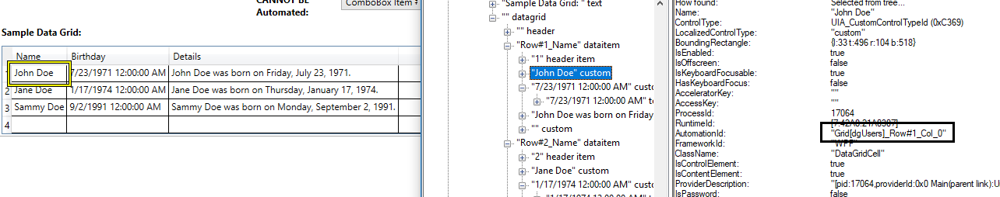 CANNOT BE
Automated:
ComboBox Item
Sample Data Grid:
Name Birthday Details
John Doe 7/23/1971 12:00:00 AM John Doe was born on Friday, July 23, 1971.
2 Jane Doe 1/17/1974 12:00:00 AM Jane Doe was born on Thursday, January 17, 1974.
3 Sammy Doe 9/2/1991 12:00:00 AM Sammy Doe was born on Monday, September 2, 1991.
4
"Sample Data Grid: " text
"" datagrid
"" header
"Row#1_Name" dataitem
"1" header item
"John Doe" custom
"7/23/1971 12:00:00 AM" custo
"7/23/1971 12:00:00 AM" te
"John Doe was born on Friday
"" custom
"Row#2_Name" dataitem
"2" header item
"Jane Doe" custom
"1/17/1974 12:00:00 AM" custo
"1/17/1974 12:00:00 AM" te
How found: Selected from tree...
Name: "John Doe"
ControlType: UIA_CustomControlTypeId (0xC369)
LocalizedControlType: "custom"
BoundingRectangle: {l:33 t:496 r:104 b:518}
IsEnabled: true
IsOffscreen: false
IsKeyboardFocusable: true
HasKeyboardFocus: false
AcceleratorKey: ""
AccessKey: ""
ProcessId: 17064
RuntimeId: [7.42A8.21A8387]
AutomationId: "Grid[dgUsers]_Row#1_Col_0"
FrameworkId: "WPF"
ClassName: "DataGridCell"
IsControlElement: true
IsContentElement: true
ProviderDescription: "[pid:17064,providerId:0x0 Main(parent link):U
IsPassword: false